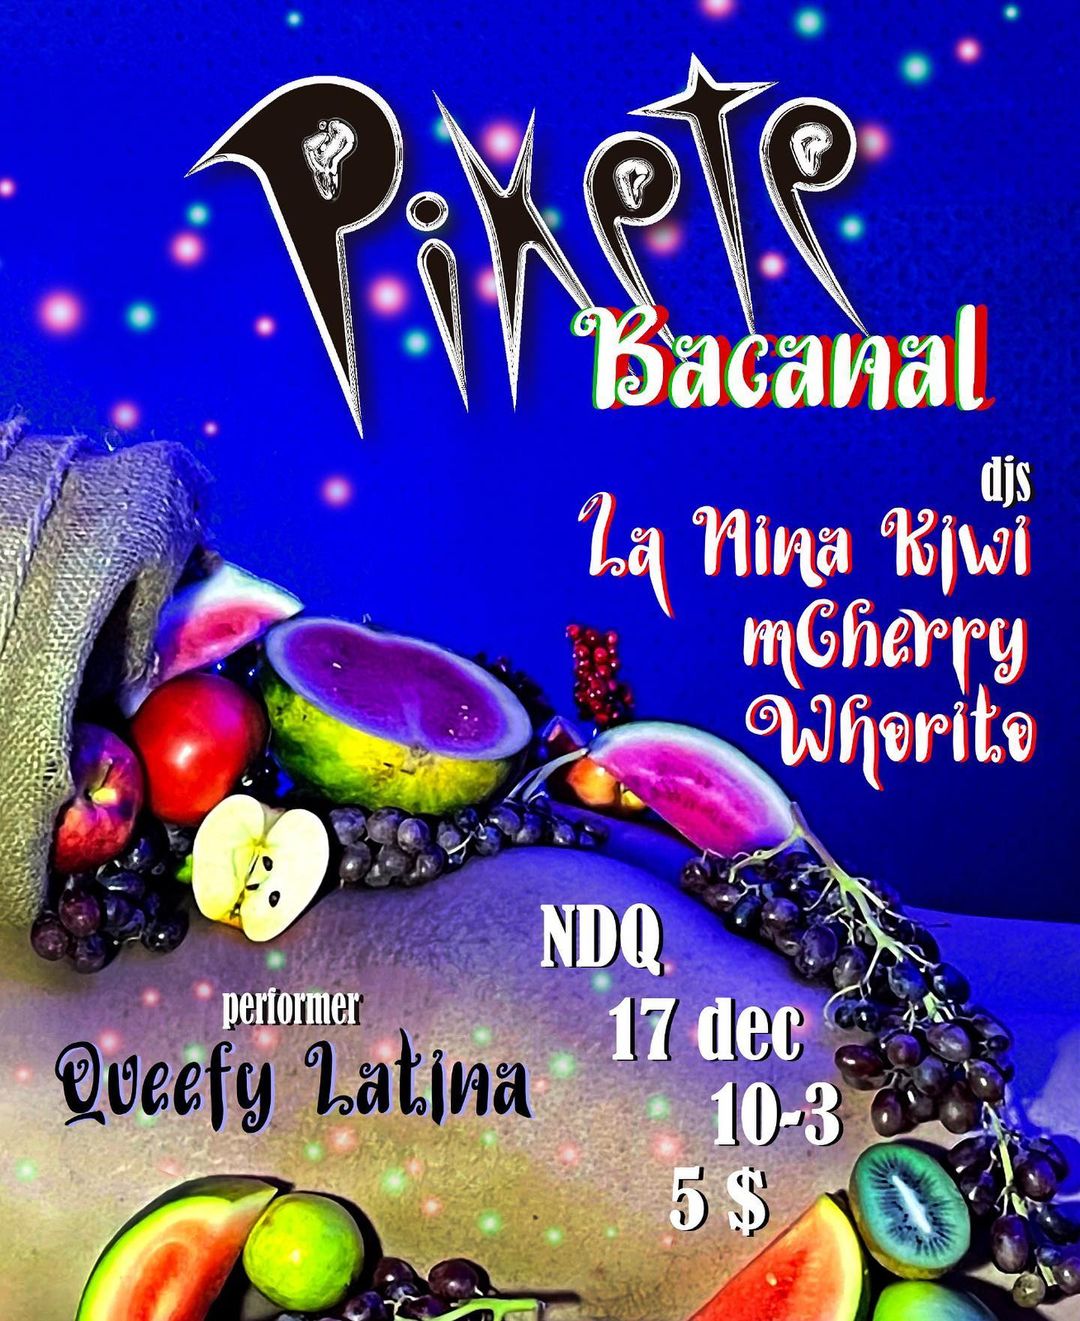 Pikete
Bacanal
djs
La Nina Kiwi
mCherry
Whorito
NDQ
17 dec
10-3
5 $
performer
Queefy Latina